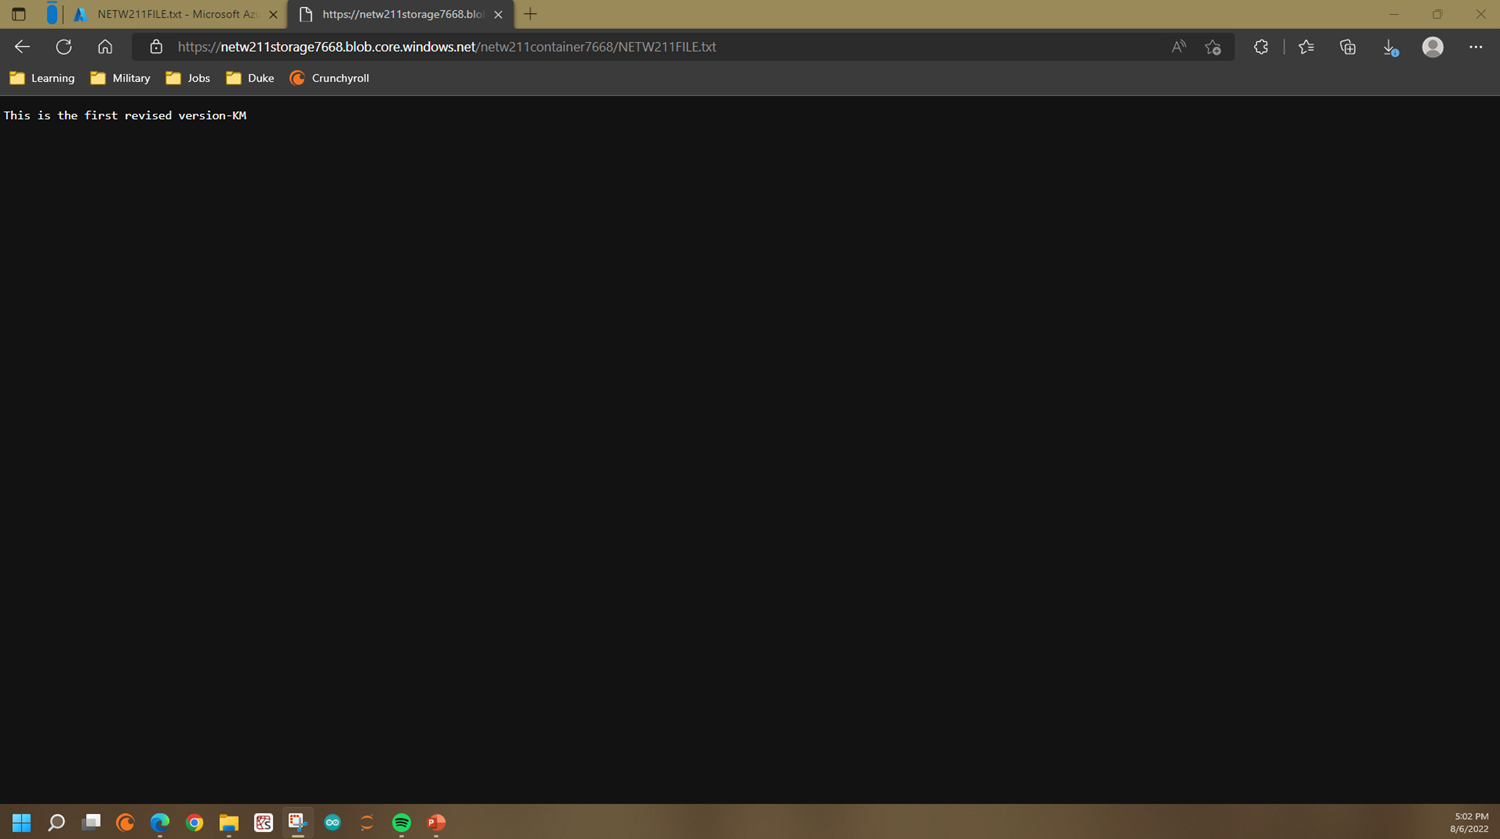 NETW211FILE.txt - Microsoft Azu
https://netw211storage7668.blo
https://netw211storage7668.blob.core.windows.net/netw211container7668/NETW211FILE.txt
Learning Military Jobs Duke Crunchyroll
This is the first revised version-KM
5:02 PM
8/6/2022